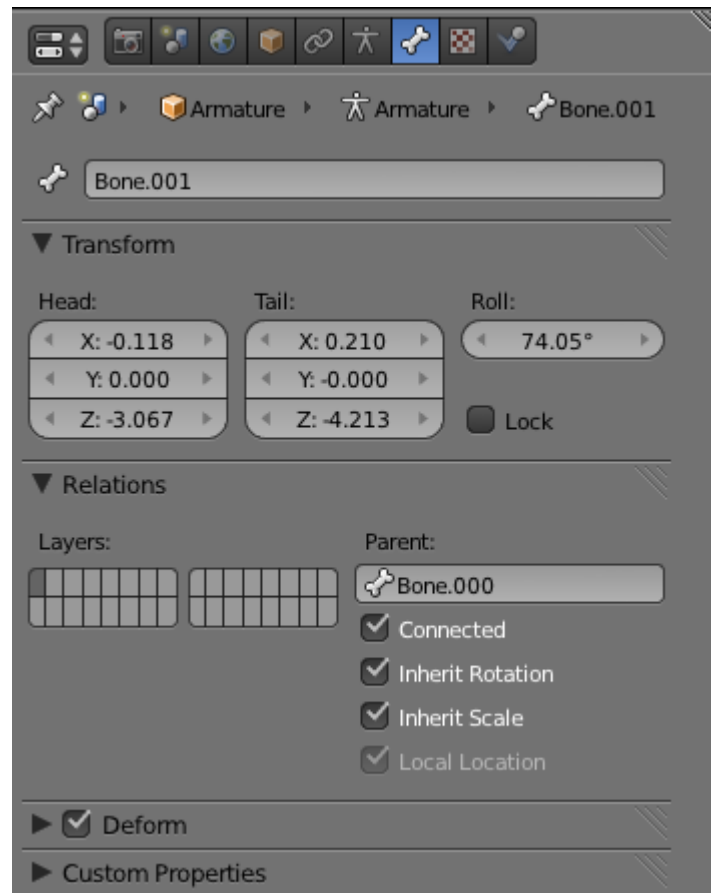 Armature Armature Bone.001
Bone.001
Transform
Head: Tail: Roll:
X: -0.118 X: 0.210 74.05°
Y: 0.000 Y: -0.000
Z: -3.067 Z: -4.213 Lock
Relations
Layers: Parent:
Bone.000
Connected
Inherit Rotation
Inherit Scale
Local Location
Deform
Custom Properties